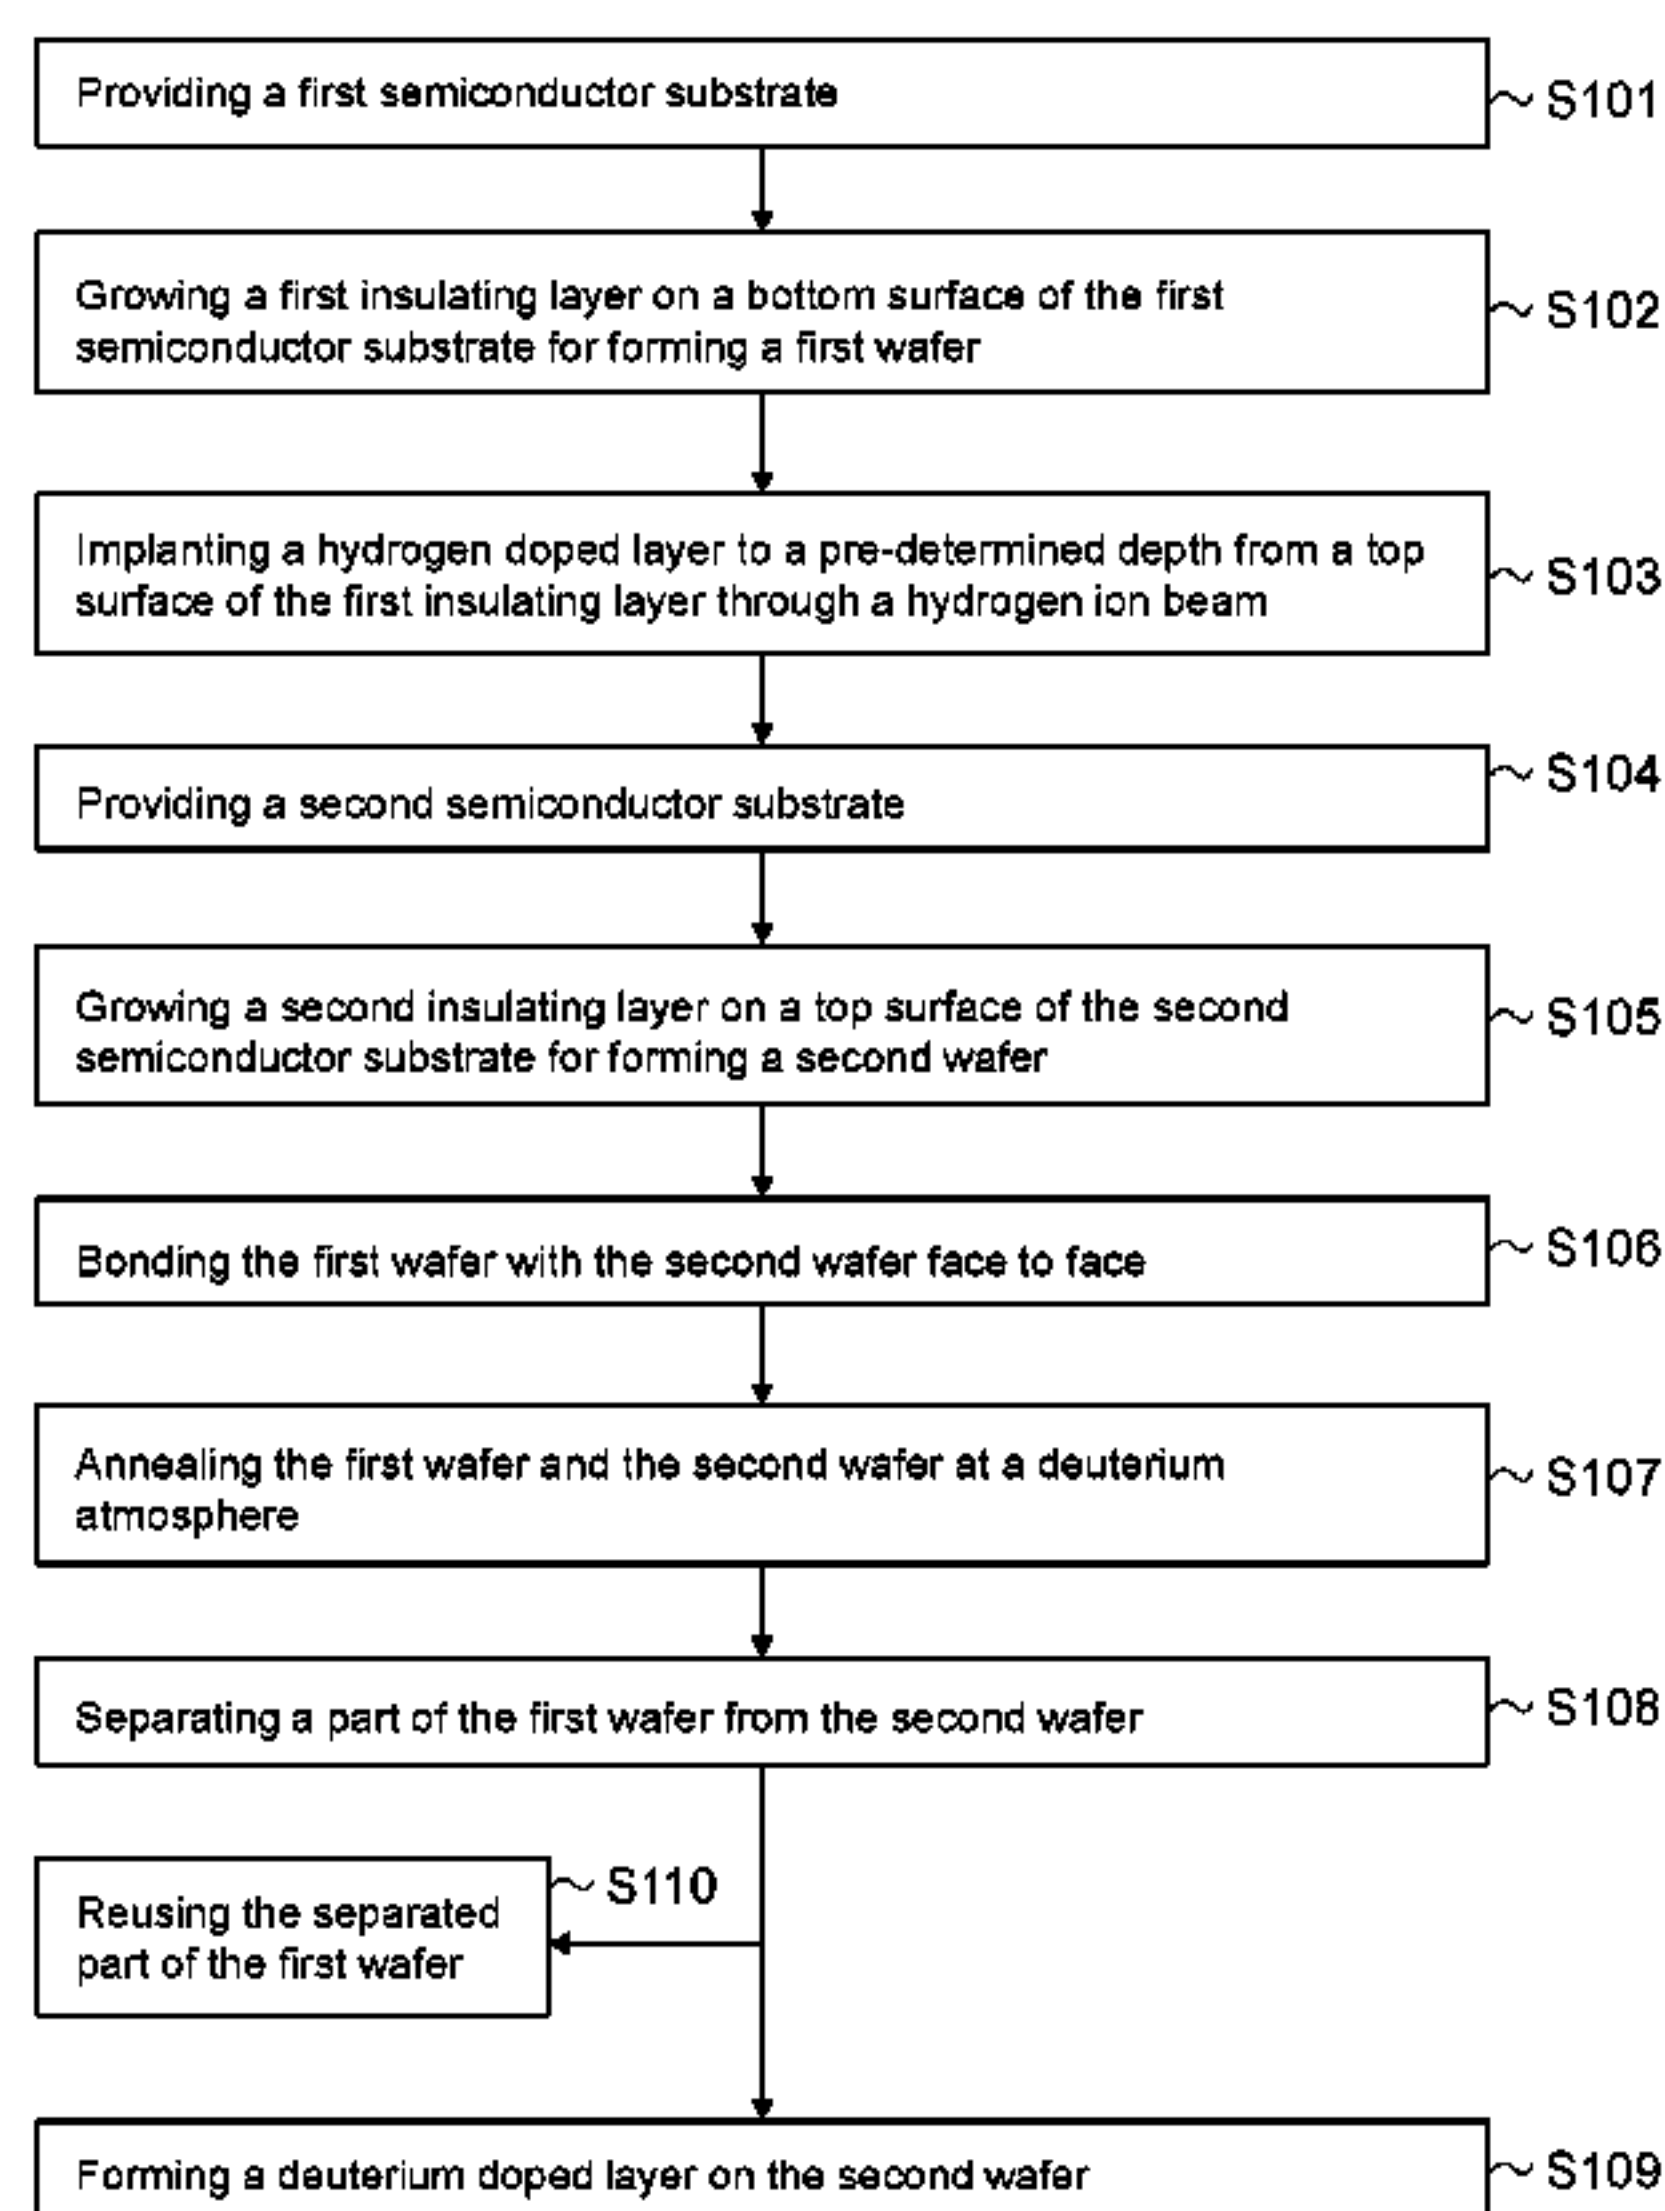 Providing a first semiconductor substrate
S101
Growing a first insulating layer on a bottom surface of the first
semiconductor substrate for forming a first wafer
S102
Implanting a hydrogen doped layer to a pre-determined depth from a top
surface of the first insulating layer through a hydrogen ion beam
S103
Providing a second semiconductor substrate
S104
Growing a second insulating layer on a top surface of the second
semiconductor substrate for forming a second wafer
S105
Bonding the first wafer with the second wafer face to face
S106
Annealing the first wafer and the second wafer at a deuterium
atmosphere
S107
Separating a part of the first wafer from the second wafer
S108
Reusing the separated
part of the first wafer
S110
Forming a deuterium doped layer on the second wafer
S109